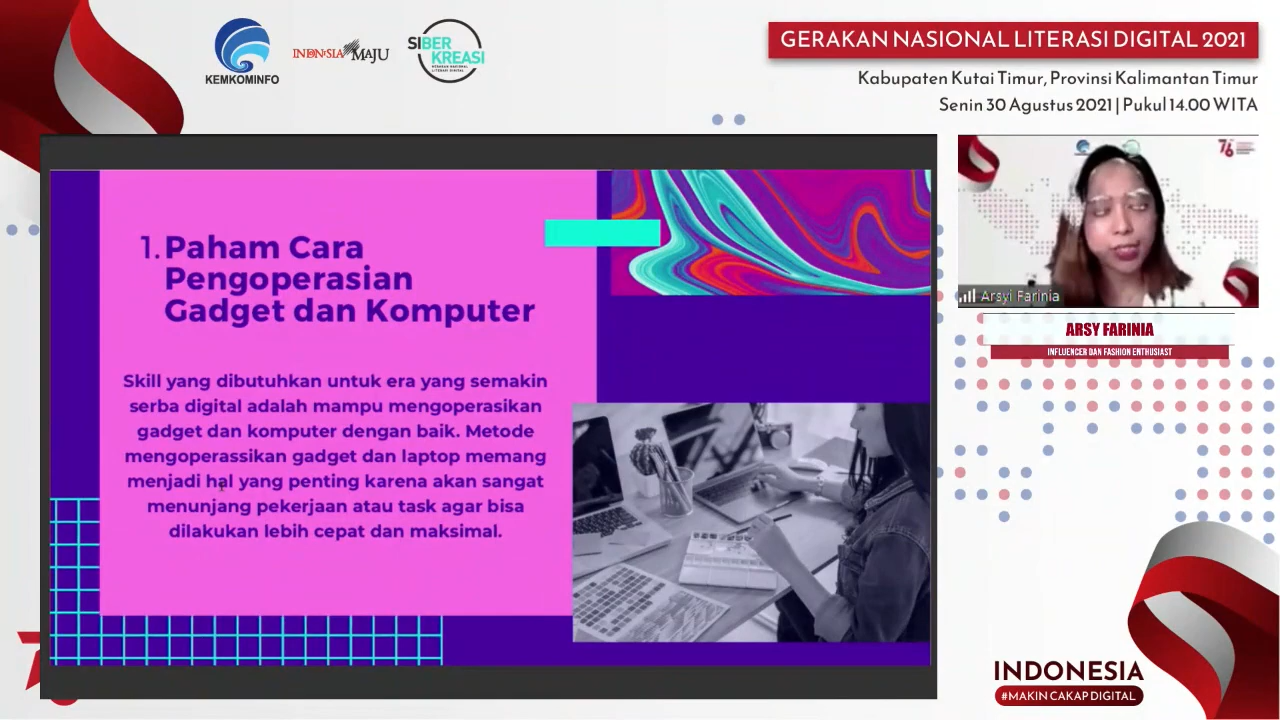 KEMKOMINFO
INDONESIA MAJU
SIBER
KREASI
GERAKAN NASIONAL LITERASI DIGITAL 2021
Kabupaten Kutai Timur, Provinsi Kalimantan Timur
Senin 30 Agustus 2021 | Pukul 14.00 WITA
1. Paham Cara
Pengoperasian
Gadget dan Komputer
Skill yang dibutuhkan untuk era yang semakin
serba digital adalah mampu mengoperasikan
gadget dan komputer dengan baik. Metode
mengoperassikan gadget dan laptop memang
menjadi hal yang penting karena akan sangat
menunjang pekerjaan atau task agar bisa
dilakukan lebih cepat dan maksimal.
76
Arsyi Farinia
ARSY FARINIA
INFLUENCER DAN FASHION ENTHUSIAST
INDONESIA
#MAKIN CAKAP DIGITAL